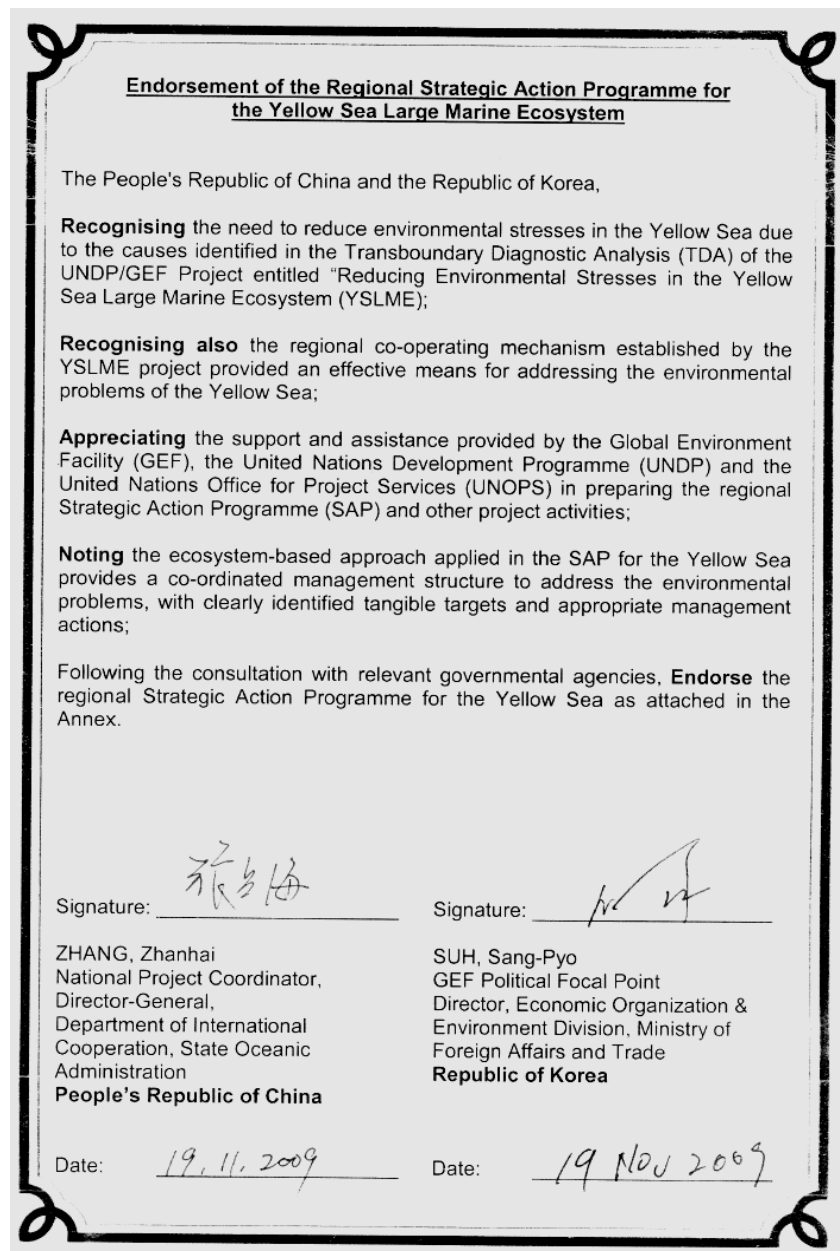 Endorsement of the Regional Strategic Action Programme for
the Yellow Sea Large Marine Ecosystem
The People's Republic of China and the Republic of Korea,
Recognising the need to reduce environmental stresses in the Yellow Sea due
to the causes identified in the Transboundary Diagnostic Analysis (TDA) of the
UNDP/GEF Project entitled “Reducing Environmental Stresses in the Yellow
Sea Large Marine Ecosystem (YSLME);
Recognising also the regional co-operating mechanism established by the
YSLME project provided an effective means for addressing the environmental
problems of the Yellow Sea;
Appreciating the support and assistance provided by the Global Environment
Facility (GEF), the United Nations Development Programme (UNDP) and the
United Nations Office for Project Services (UNOPS) in preparing the regional
Strategic Action Programme (SAP) and other project activities;
Noting the ecosystem-based approach applied in the SAP for the Yellow Sea
provides a co-ordinated management structure to address the environmental
problems, with clearly identified tangible targets and appropriate management
actions;
Following the consultation with relevant governmental agencies, Endorse the
regional Strategic Action Programme for the Yellow Sea as attached in the
Annex.
Signature: 张占海
ZHANG, Zhanhai
National Project Coordinator,
Director-General,
Department of International
Cooperation, State Oceanic
Administration
People's Republic of China
Date: 19. 11. 2009
Signature:
SUH, Sang-Pyo
GEF Political Focal Point
Director, Economic Organization &
Environment Division, Ministry of
Foreign Affairs and Trade
Republic of Korea
Date: 19 NOV 2009